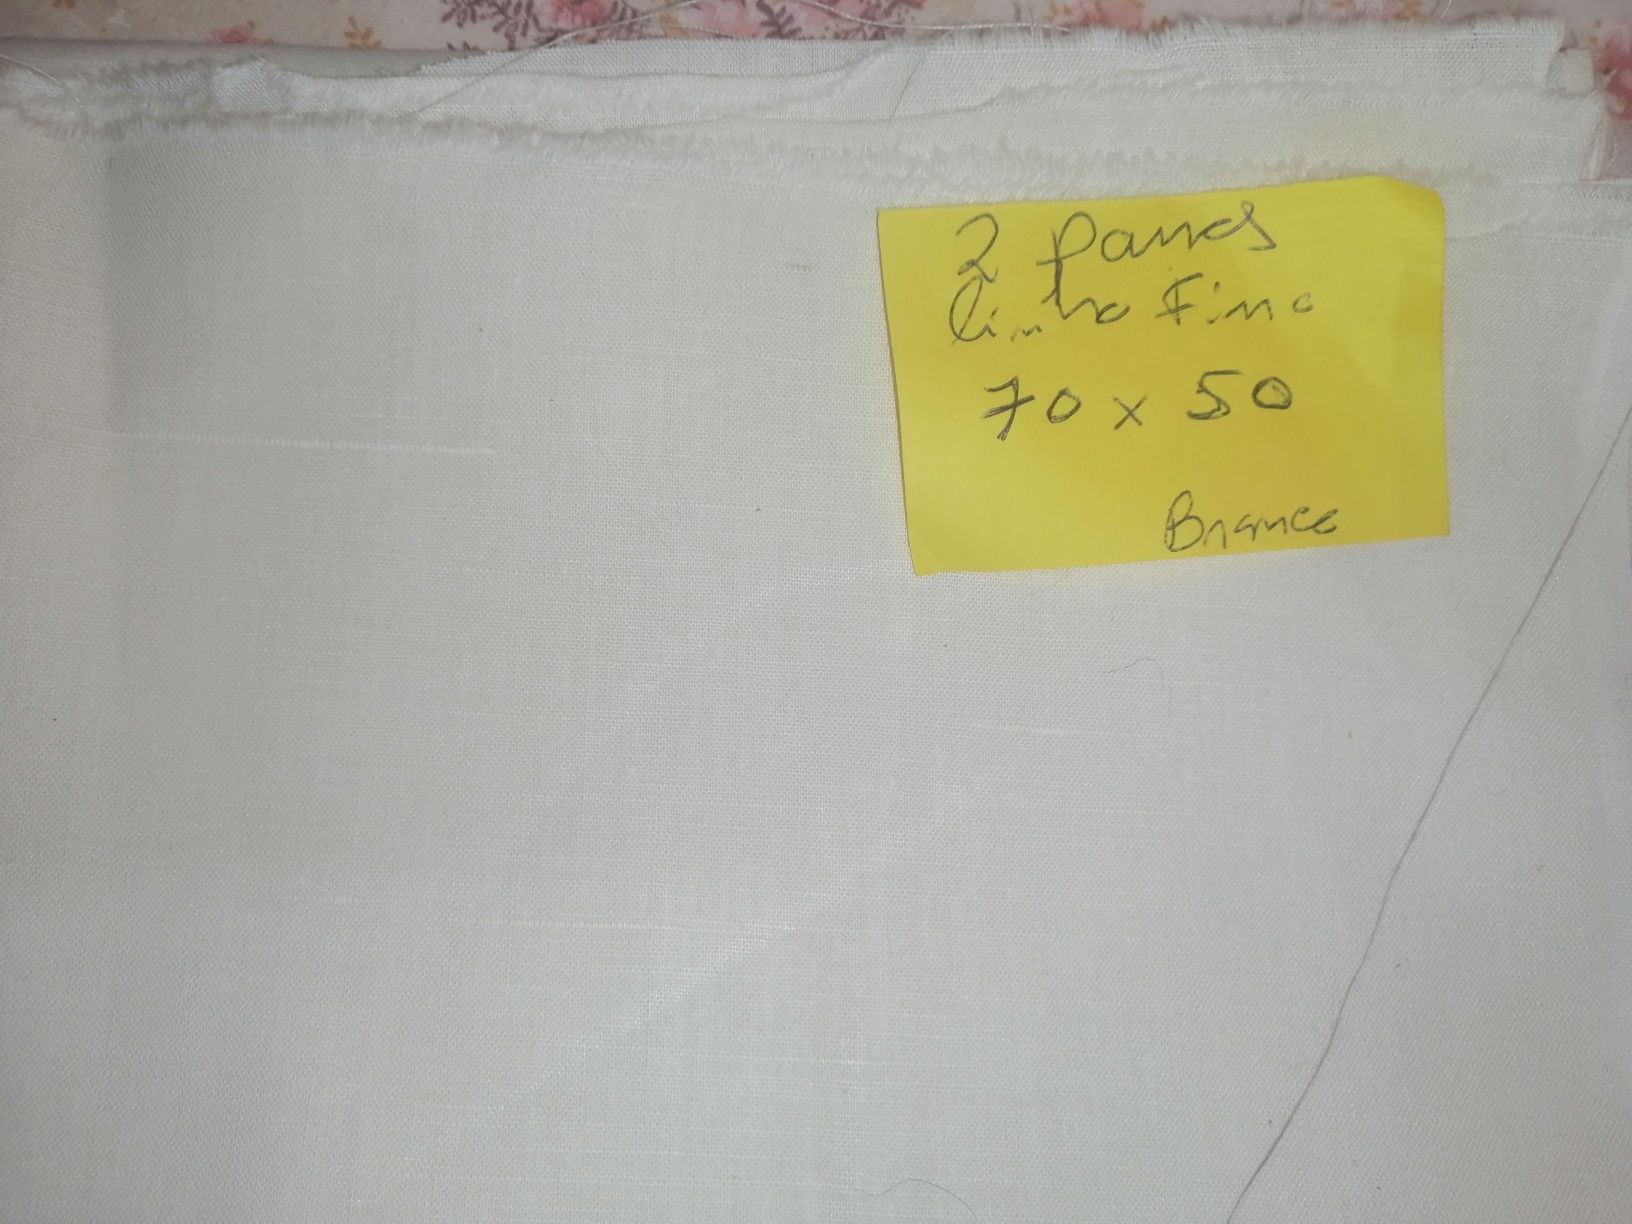 2 Panos
linho Fino
70 x 50
Branco